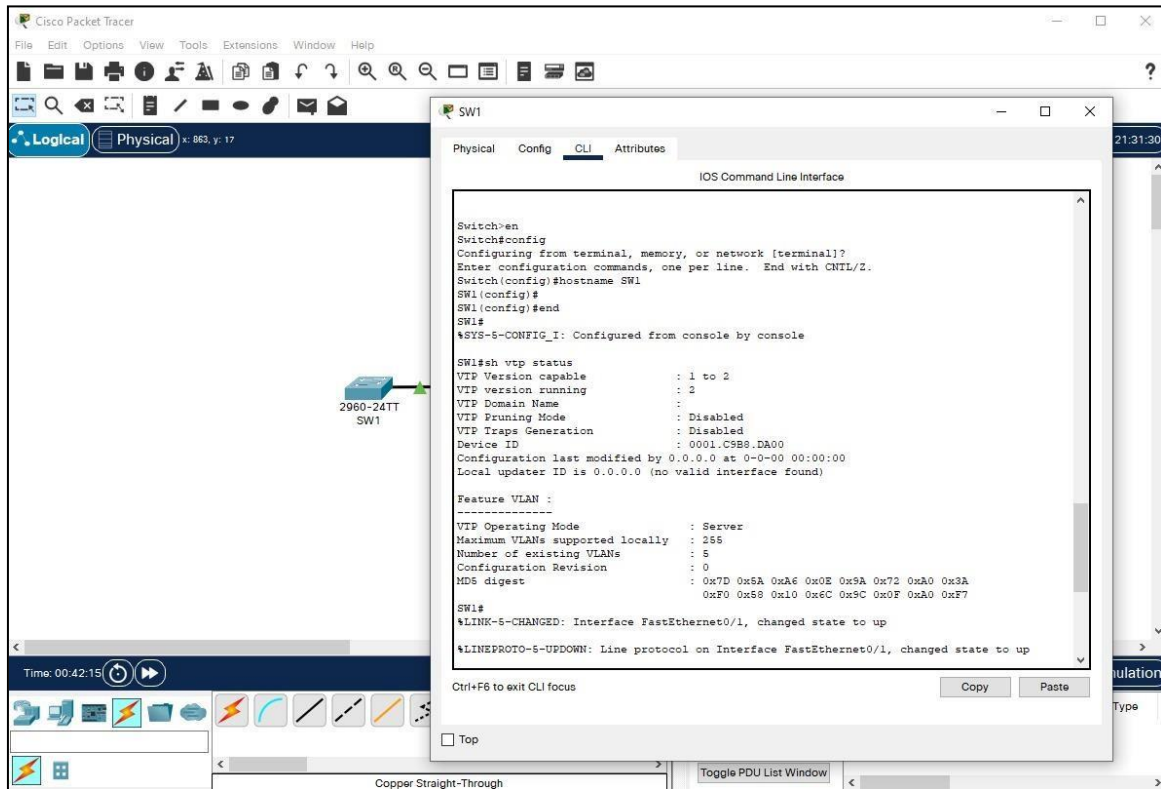 Cisco Packet Tracer
File Edit Options View Tools Extensions Window Help
?
Logical Physical x: 863, y: 17
21:31:30
2960-24TT
SW1
SW1
Physical Config CLI Attributes
IOS Command Line Interface
Switch>en
Switch#config
Configuring from terminal, memory, or network [terminal]?
Enter configuration commands, one per line. End with CNTL/Z.
Switch(config)#hostname SW1
SW1(config)#
SW1(config)#end
SW1#
%SYS-5-CONFIG_I: Configured from console by console
SW1#sh vtp status
VTP Version capable : 1 to 2
VTP version running : 2
VTP Domain Name :
VTP Pruning Mode : Disabled
VTP Traps Generation : Disabled
Device ID : 0001.C9B8.DA00
Configuration last modified by 0.0.0.0 at 0-0-00 00:00:00
Local updater ID is 0.0.0.0 (no valid interface found)
Feature VLAN :
--------------
VTP Operating Mode : Server
Maximum VLANs supported locally : 255
Number of existing VLANs : 5
Configuration Revision : 0
MD5 digest : 0x7D 0x5A 0xA6 0x0E 0x9A 0x72 0xA0 0x3A
0xF0 0x58 0x10 0x6C 0x9C 0x0F 0xA0 0xF7
SW1#
%LINK-5-CHANGED: Interface FastEthernet0/1, changed state to up
%LINEPROTO-5-UPDOWN: Line protocol on Interface FastEthernet0/1, changed state to up
Ctrl+F6 to exit CLI focus
Copy Paste
Top
Time: 00:42:15
ulation
Type
Copper Straight-Through
Toggle PDU List Window